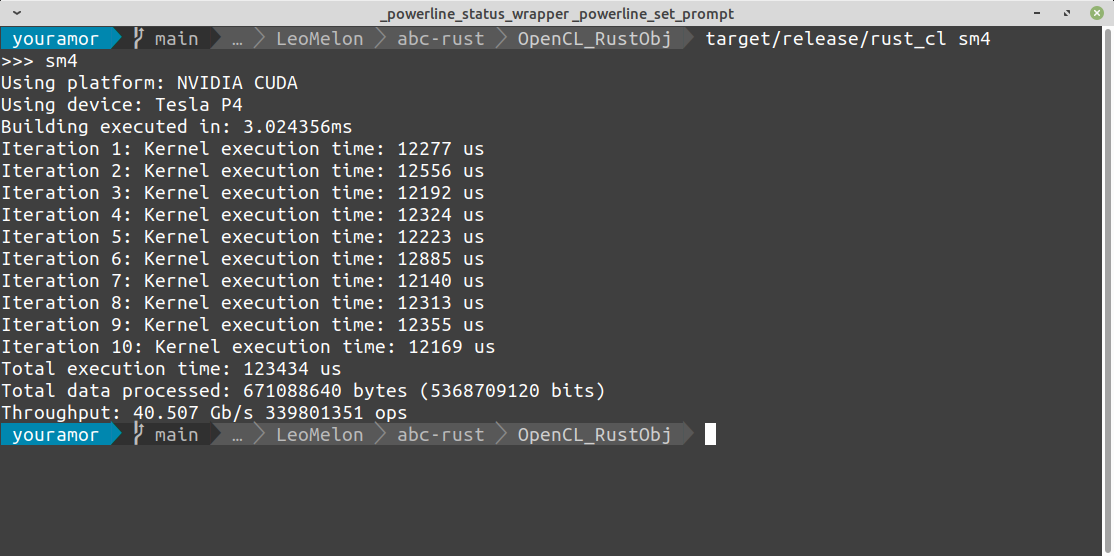 _powerline_status_wrapper _powerline_set_prompt
youramor main … LeoMelon abc-rust OpenCL_RustObj target/release/rust_cl sm4
>>> sm4
Using platform: NVIDIA CUDA
Using device: Tesla P4
Building executed in: 3.024356ms
Iteration 1: Kernel execution time: 12277 us
Iteration 2: Kernel execution time: 12556 us
Iteration 3: Kernel execution time: 12192 us
Iteration 4: Kernel execution time: 12324 us
Iteration 5: Kernel execution time: 12223 us
Iteration 6: Kernel execution time: 12885 us
Iteration 7: Kernel execution time: 12140 us
Iteration 8: Kernel execution time: 12313 us
Iteration 9: Kernel execution time: 12355 us
Iteration 10: Kernel execution time: 12169 us
Total execution time: 123434 us
Total data processed: 671088640 bytes (5368709120 bits)
Throughput: 40.507 Gb/s 339801351 ops
youramor main … LeoMelon abc-rust OpenCL_RustObj